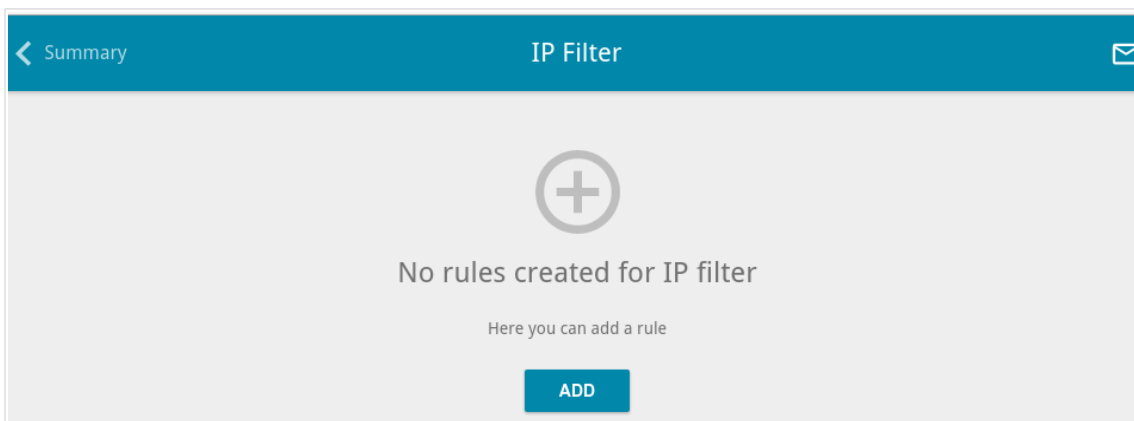 Summary
IP Filter
No rules created for IP filter
Here you can add a rule
ADD